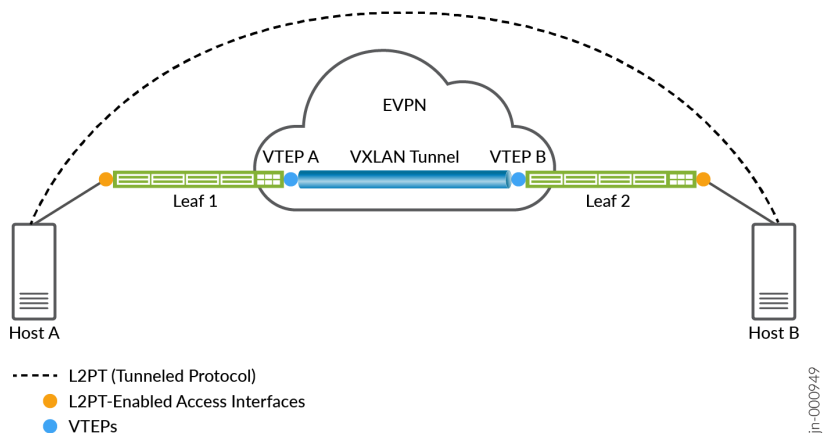 EVPN
VTEP A
VXLAN Tunnel
VTEP B
Leaf 1
Leaf 2
Host A
Host B
L2PT (Tunneled Protocol)
L2PT-Enabled Access Interfaces
VTEPs
jn-000949